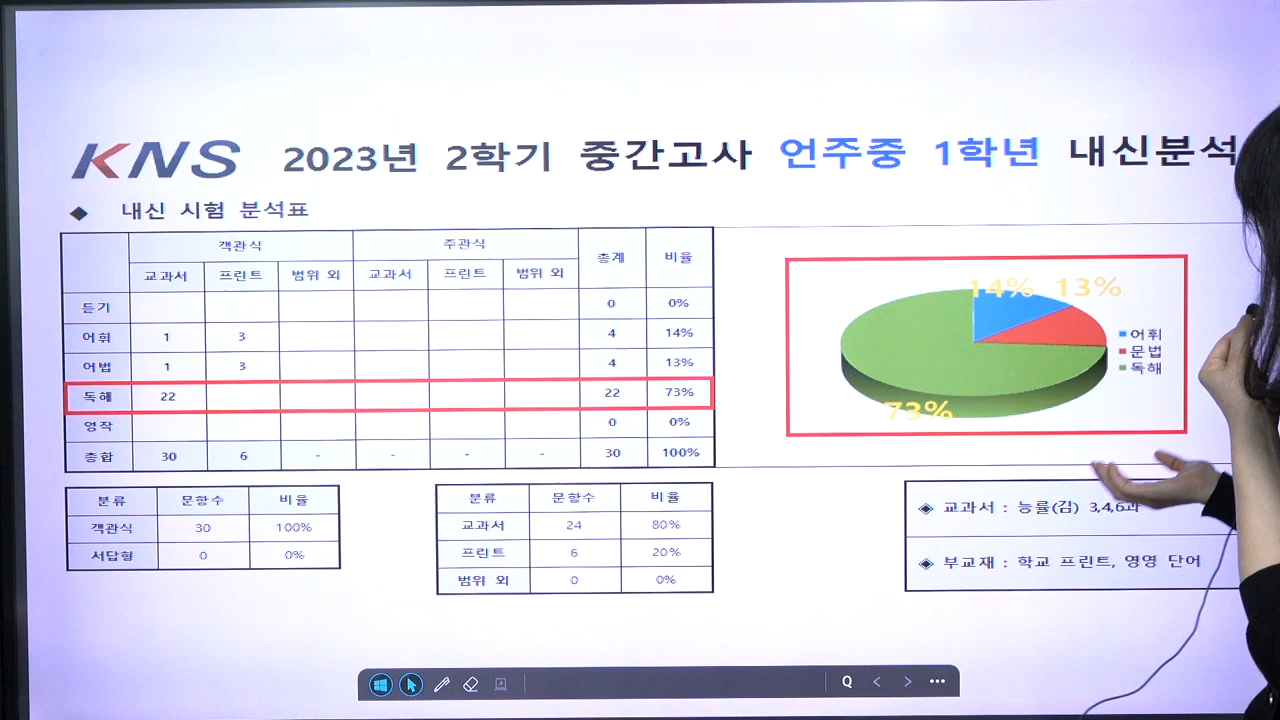 KNS 2023년 2학기 중간고사 언주중 1학년 내신분석
◆ 내신 시험 분석표
객관식 주관식 총계 비율
교과서 프린트 범위 외 교과서 프린트 범위 외
듣기 0 0%
어휘 1 3 4 14%
어법 1 3 4 13%
독해 22 22 73%
영작 0 0%
총합 30 6 - - - - 30 100%
14% 13%
73%
어휘
문법
독해
분류 문항수 비율
객관식 30 100%
서답형 0 0%
분류 문항수 비율
교과서 24 80%
프린트 6 20%
범위 외 0 0%
◈ 교과서 : 능률(김) 3,4,6과
◈ 부교재 : 학교 프린트, 영영 단어